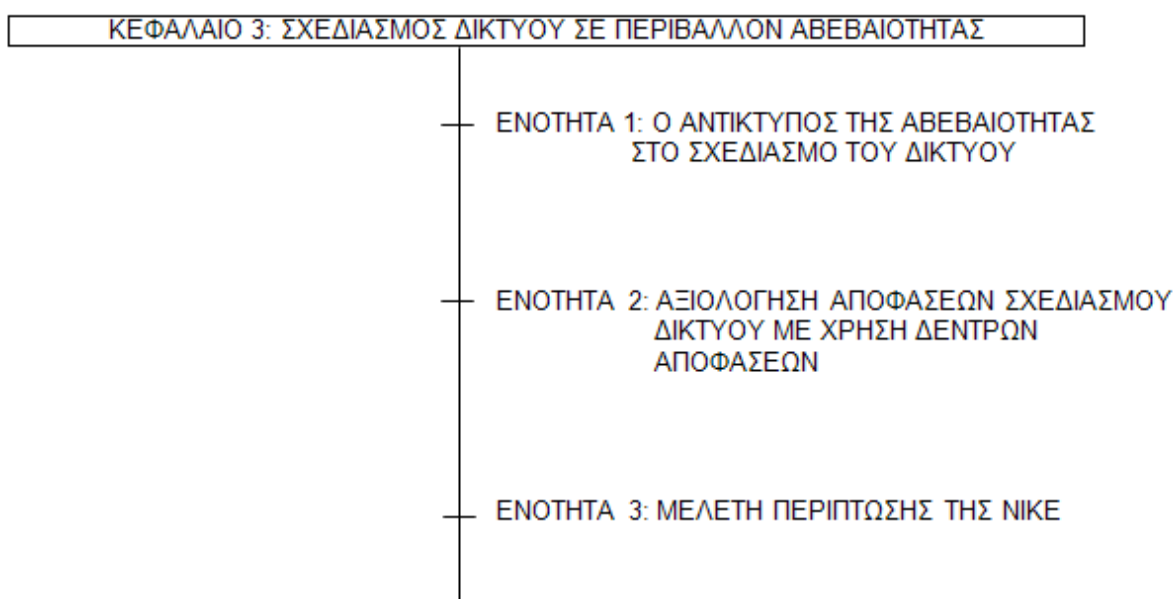 ΚΕΦΑΛΑΙΟ 3: ΣΧΕΔΙΑΣΜΟΣ ΔΙΚΤΥΟΥ ΣΕ ΠΕΡΙΒΑΛΛΟΝ ΑΒΕΒΑΙΟΤΗΤΑΣ
ΕΝΟΤΗΤΑ 1: Ο ΑΝΤΙΚΤΥΠΟΣ ΤΗΣ ΑΒΕΒΑΙΟΤΗΤΑΣ
ΣΤΟ ΣΧΕΔΙΑΣΜΟ ΤΟΥ ΔΙΚΤΥΟΥ
ΕΝΟΤΗΤΑ 2: ΑΞΙΟΛΟΓΗΣΗ ΑΠΟΦΑΣΕΩΝ ΣΧΕΔΙΑΣΜΟΥ
ΔΙΚΤΥΟΥ ΜΕ ΧΡΗΣΗ ΔΕΝΤΡΩΝ
ΑΠΟΦΑΣΕΩΝ
ΕΝΟΤΗΤΑ 3: ΜΕΛΕΤΗ ΠΕΡΙΠΤΩΣΗΣ ΤΗΣ ΝΙΚΕ